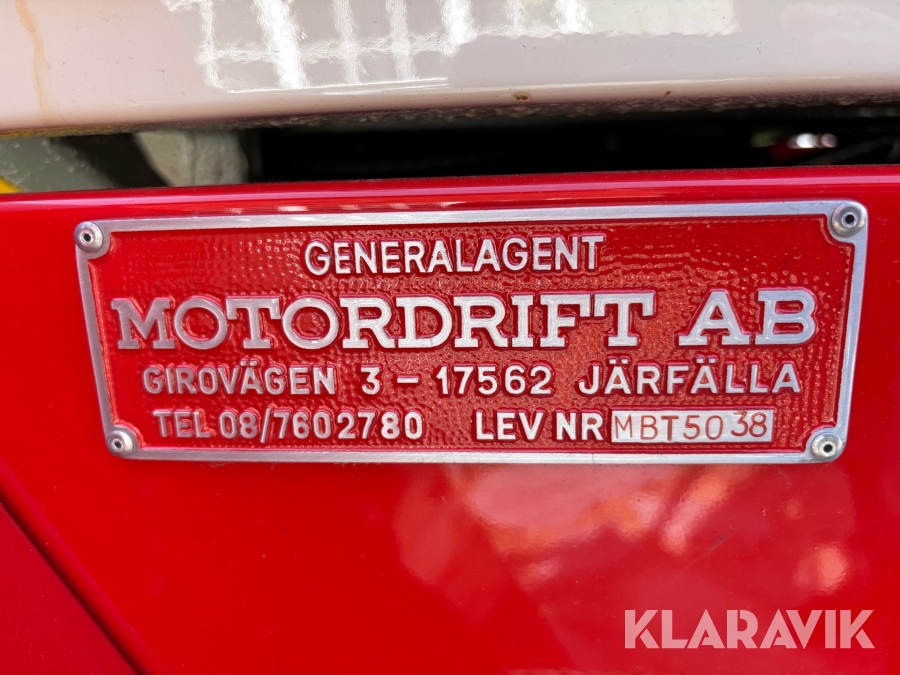 GENERALAGENT
MOTORDRIFT AB
GIROVÄGEN 3 – 17562 JÄRFÄLLA
TEL 08/7602780 LEV NR MBT5038
KLARAVIK